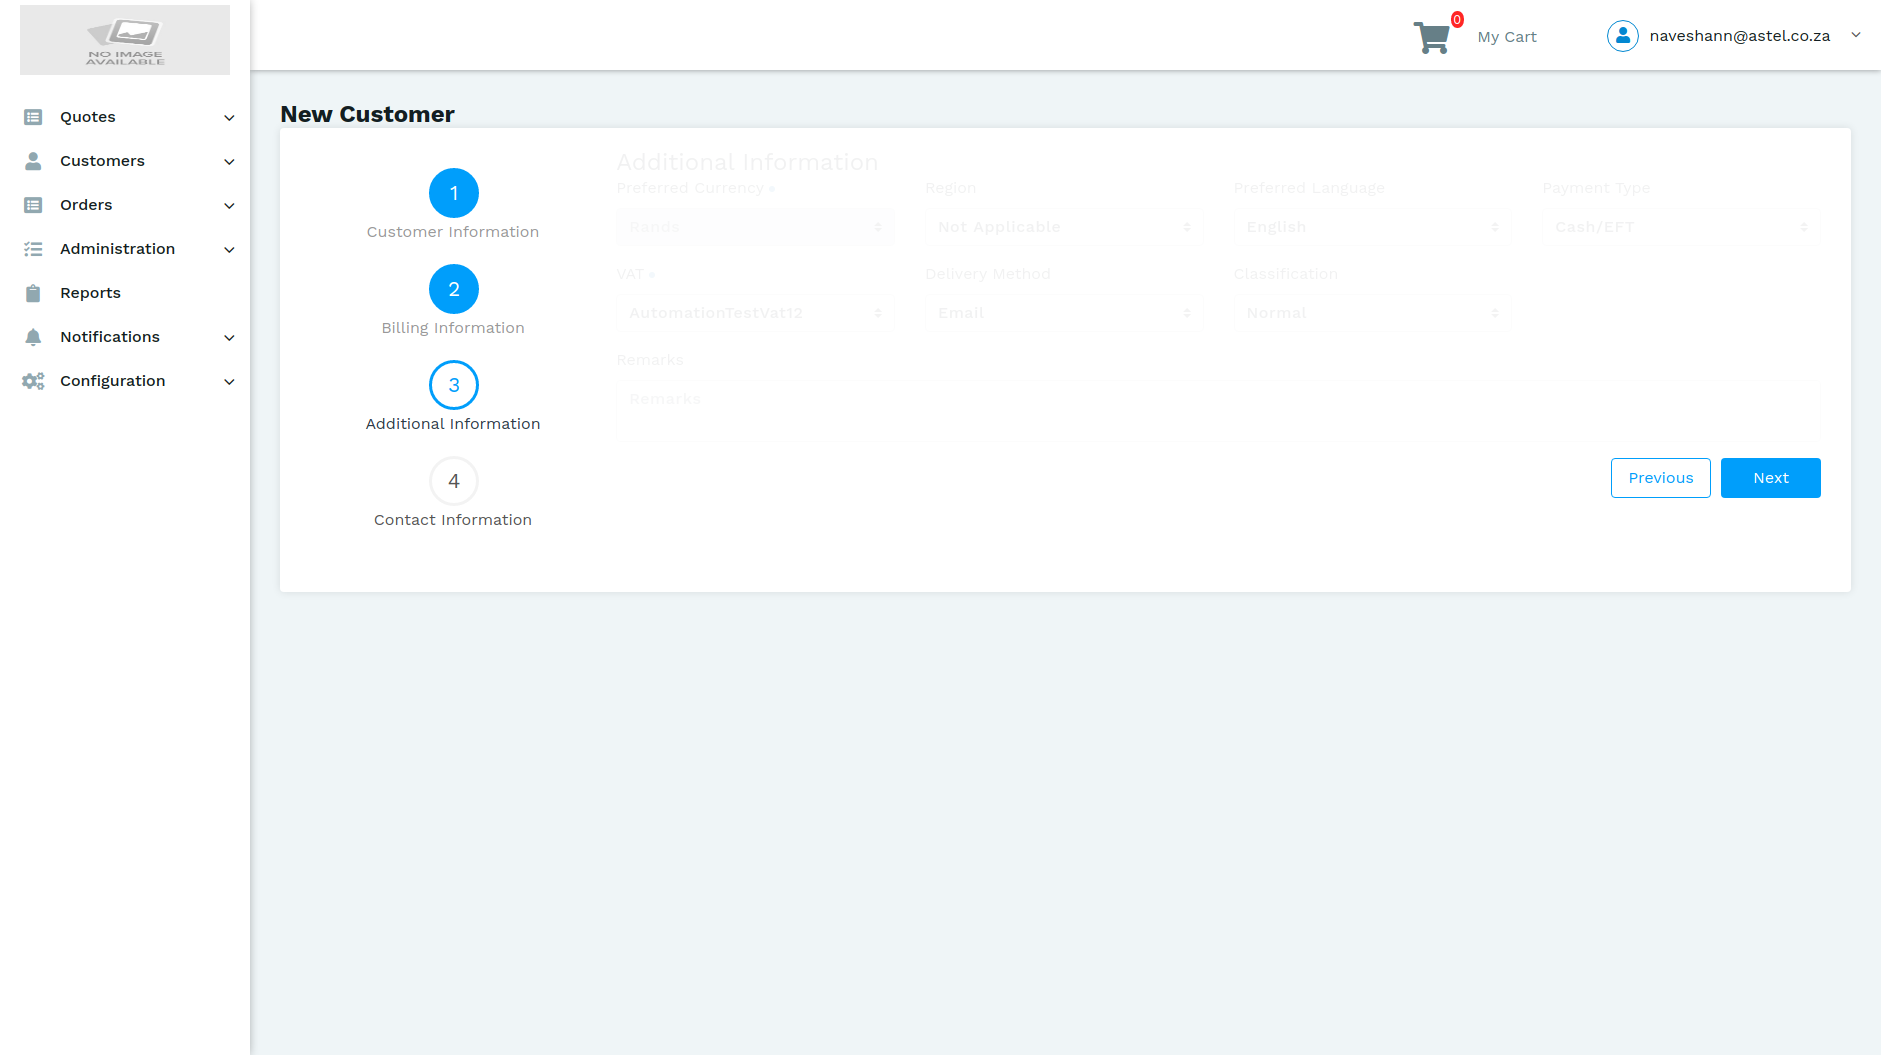 NO IMAGE
AVAILABLE
0
My Cart
naveshann@astel.co.za
Quotes
Customers
Orders
Administration
Reports
Notifications
Configuration
New Customer
1
Customer Information
2
Billing Information
3
Additional Information
4
Contact Information
Additional Information
Preferred Currency *
Region
Preferred Language
Payment Type
Rands
Not Applicable
English
Cash/EFT
VAT *
Delivery Method
Classification
AutomationTestVat12
Email
Normal
Remarks
Remarks
Previous
Next